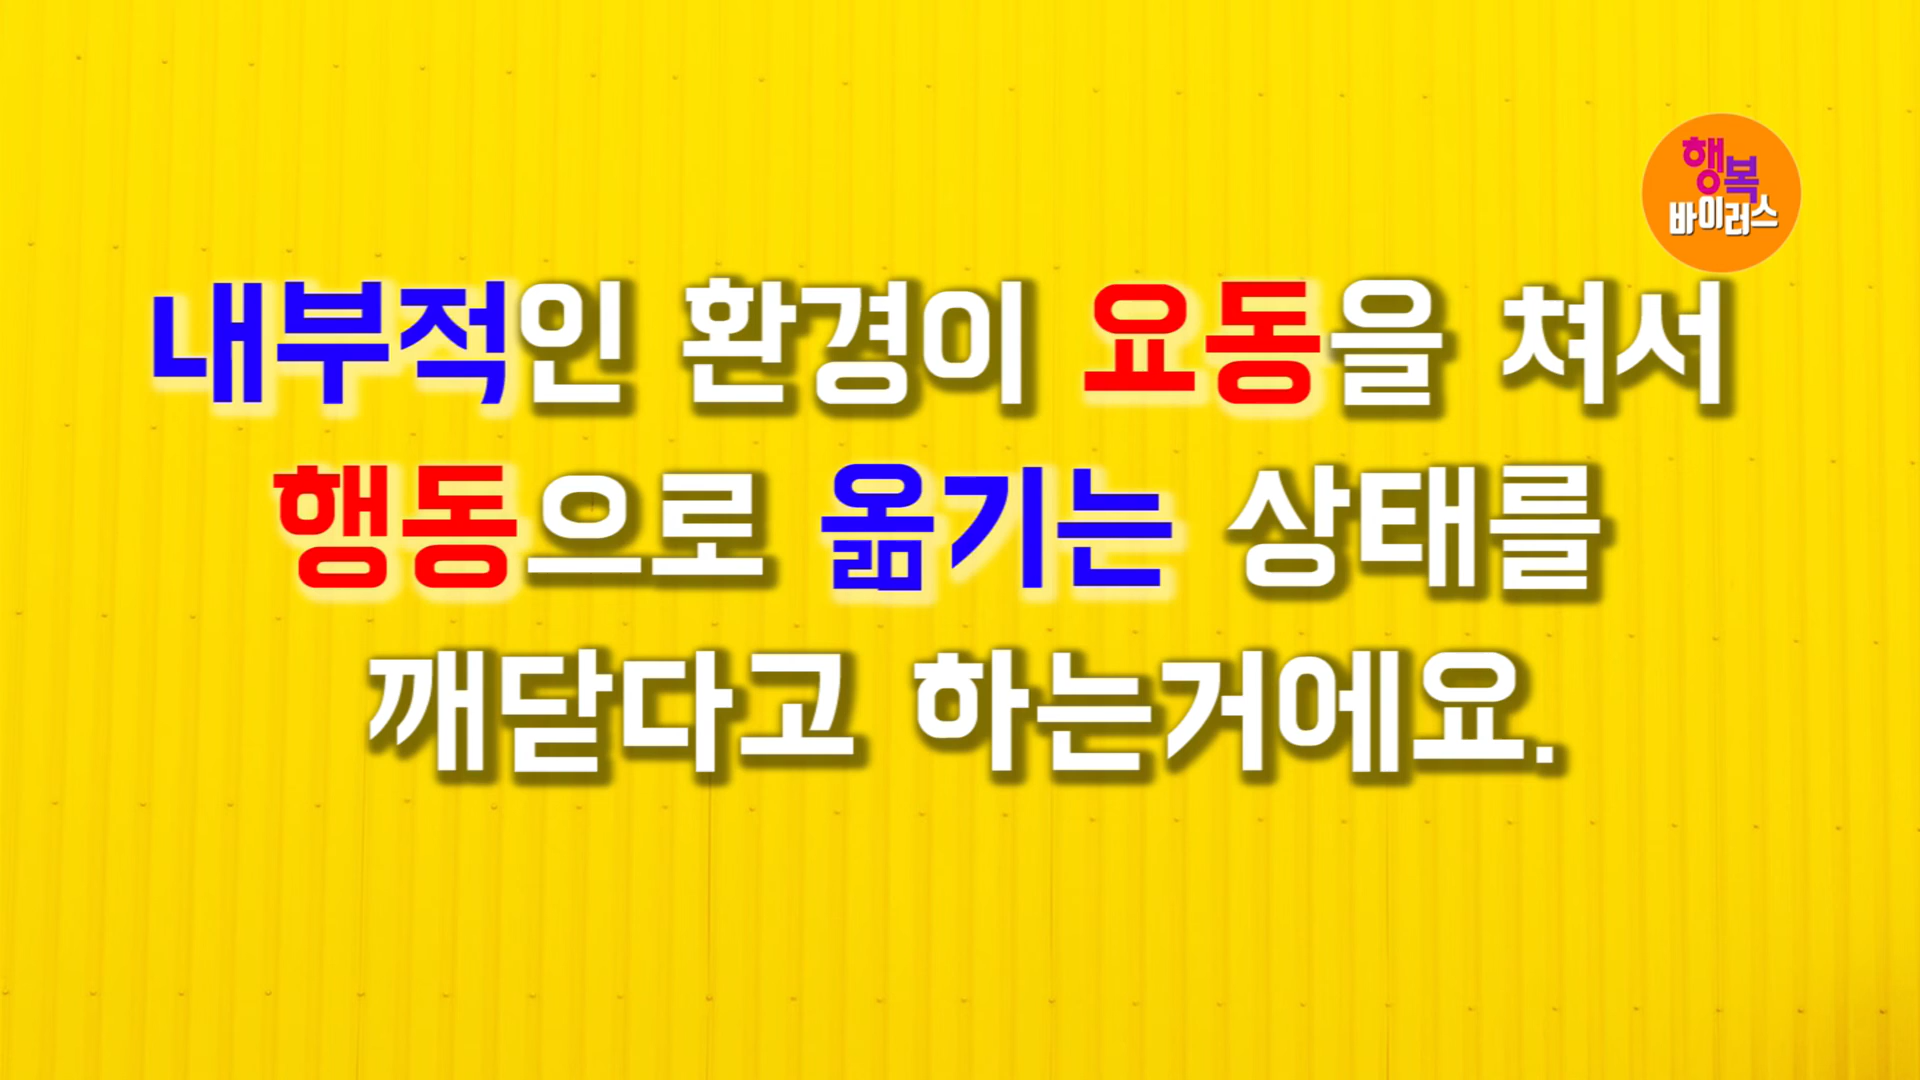 행복
바이러스
내부적인 환경이 요동을 쳐서
행동으로 옮기는 상태를
깨닫다고 하는거에요.